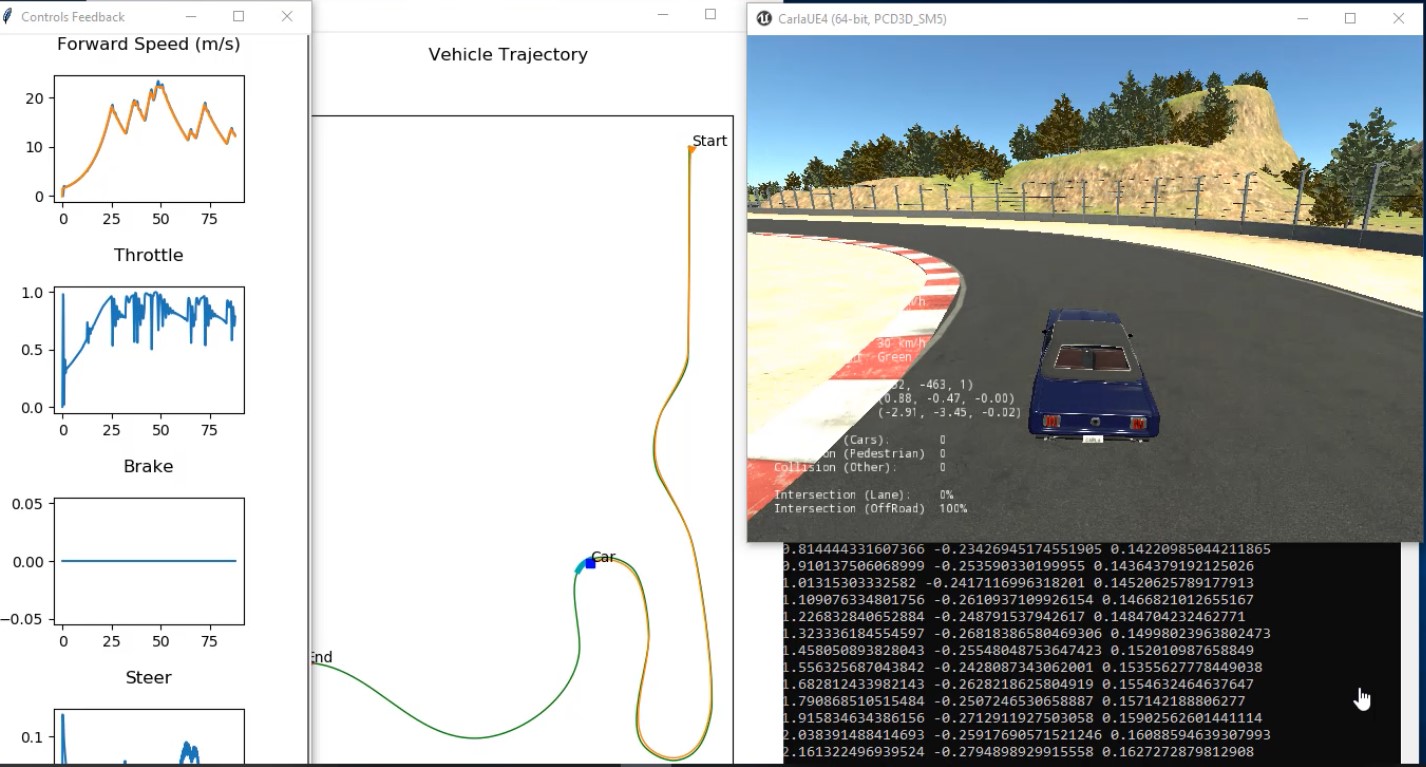 Controls Feedback
Forward Speed (m/s)
20
10
0
0 25 50 75
Throttle
1.0
0.5
0.0
0 25 50 75
Brake
0.05
0.00
−0.05
0 25 50 75
Steer
0.1
Vehicle Trajectory
Start
Car
End
CarlaUE4 (64-bit, PCD3D_SM5)
30 km/h
Green
-463, 1)
(0.88, -0.47, -0.00)
(-2.91, -3.45, -0.02)
(Cars): 0
(Pedestrian) 0
Collision (Other): 0
Intersection (Lane): 0%
Intersection (OffRoad) 100%
0.814444331607366 -0.23426945174551905 0.14220985044211865
0.910137506068999 -0.253590330199955 0.14364379192125026
1.01315303332582 -0.2417116996318201 0.14520625789177913
1.109076334801756 -0.2610937109926154 0.1466821012655167
1.226832840652884 -0.248791537942617 0.1484704232462771
1.323336184554597 -0.26818386580469306 0.14998023963802473
1.458050893828043 -0.25548048753647423 0.152010987658849
1.556325687043842 -0.2428087343062001 0.15355627778449038
1.682812433982143 -0.2628218625804919 0.1554632464637647
1.790868510515484 -0.2507246530658887 0.157142188806277
1.915834634386156 -0.27129119275030​58 0.15902562601441114
2.038391488414693 -0.25917690571521246 0.16088594639307993
2.161322496939524 -0.2794898929915558 0.1627272879812908